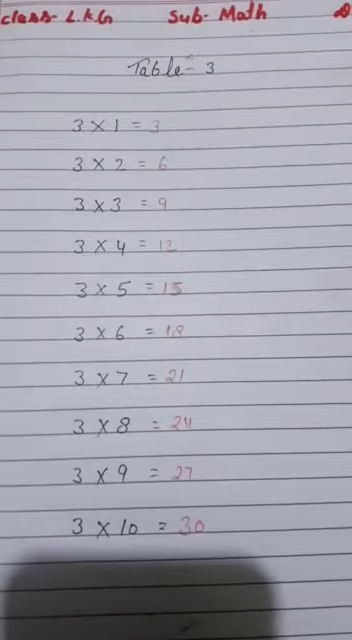 class- L.K.G Sub- Math
Table- 3
3 × 1 = 3
3 × 2 = 6
3 × 3 = 9
3 × 4 = 12
3 × 5 = 15
3 × 6 = 18
3 × 7 = 21
3 × 8 = 24
3 × 9 = 27
3 × 10 = 30